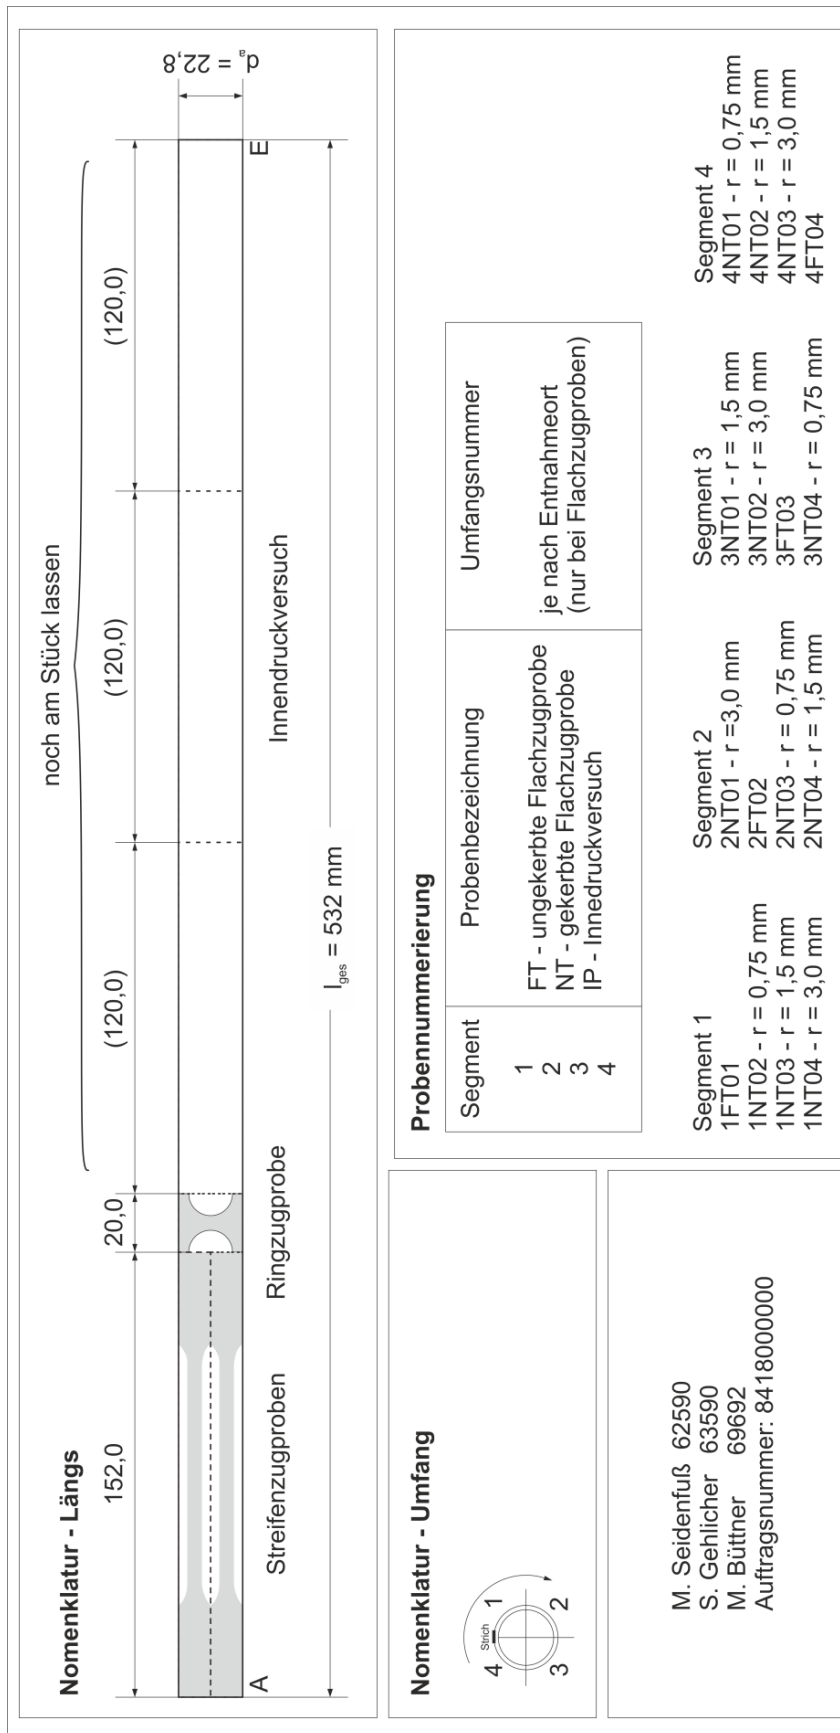 Nomenklatur - Längs
noch am Stück lassen
152,0
20,0
(120,0)
(120,0)
(120,0)
dₐ = 22,8
A
E
Streifenzugproben
Ringzugprobe
Innendruckversuch
l_ges = 532 mm
Nomenklatur - Umfang
Strich
4 1
3 2
M. Seidenfuß 62590
S. Gehlicher 63590
M. Büttner 69692
Auftragsnummer: 8418000000
Probennummerierung
Segment
1
2
3
4
Probenbezeichnung
FT - ungekerbte Flachzugprobe
NT - gekerbte Flachzugprobe
IP - Innedruckversuch
Umfangsnummer
je nach Entnahmeort
(nur bei Flachzugproben)
Segment 1
1FT01
1NT02 - r = 0,75 mm
1NT03 - r = 1,5 mm
1NT04 - r = 3,0 mm
Segment 2
2NT01 - r =3,0 mm
2FT02
2NT03 - r = 0,75 mm
2NT04 - r = 1,5 mm
Segment 3
3NT01 - r = 1,5 mm
3NT02 - r = 3,0 mm
3FT03
3NT04 - r = 0,75 mm
Segment 4
4NT01 - r = 0,75 mm
4NT02 - r = 1,5 mm
4NT03 - r = 3,0 mm
4FT04